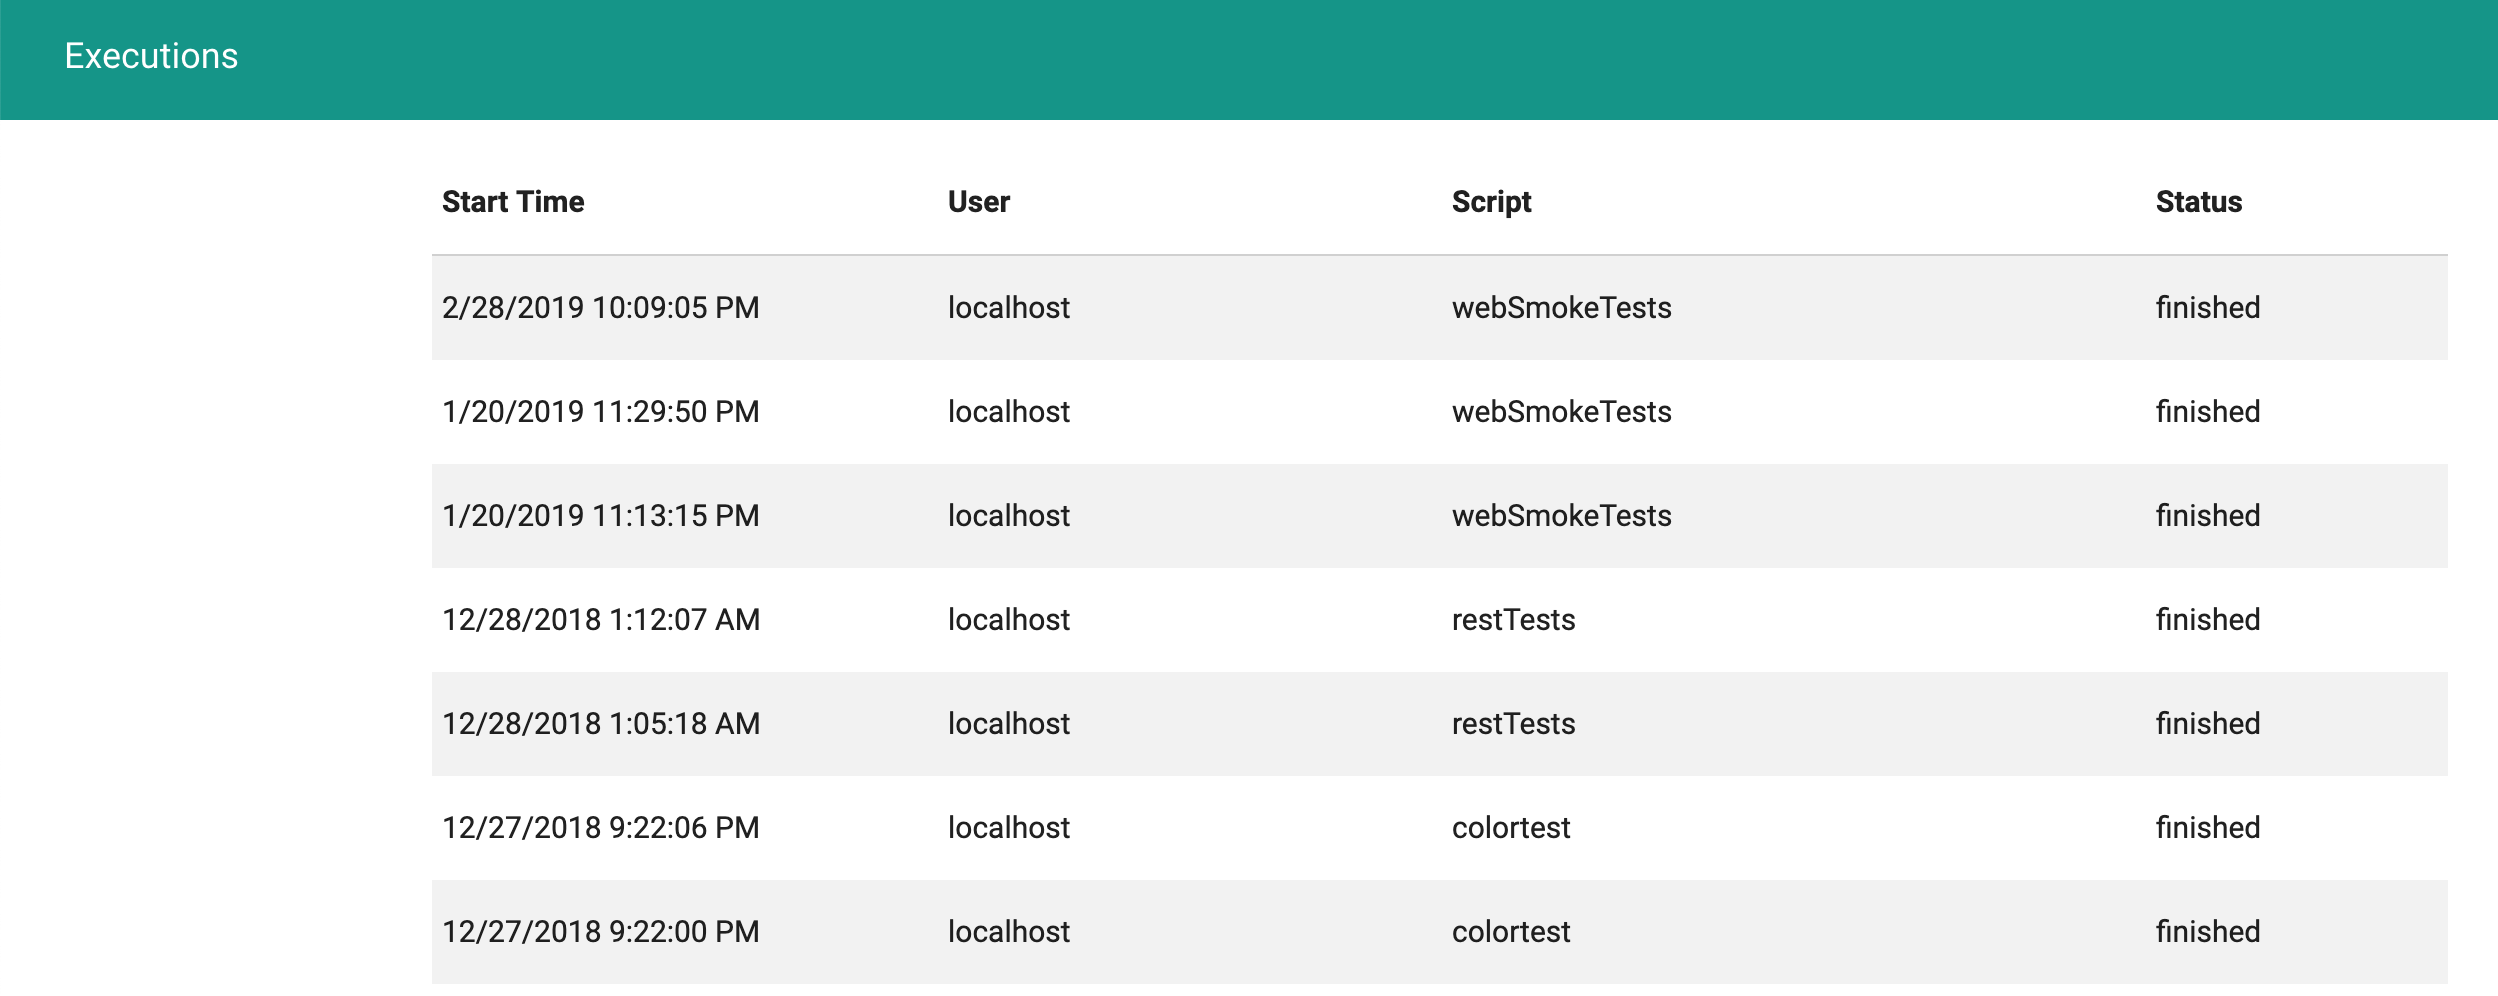 Executions
Start Time User Script Status
2/28/2019 10:09:05 PM localhost webSmokeTests finished
1/20/2019 11:29:50 PM localhost webSmokeTests finished
1/20/2019 11:13:15 PM localhost webSmokeTests finished
12/28/2018 1:12:07 AM localhost restTests finished
12/28/2018 1:05:18 AM localhost restTests finished
12/27/2018 9:22:06 PM localhost colortest finished
12/27/2018 9:22:00 PM localhost colortest finished